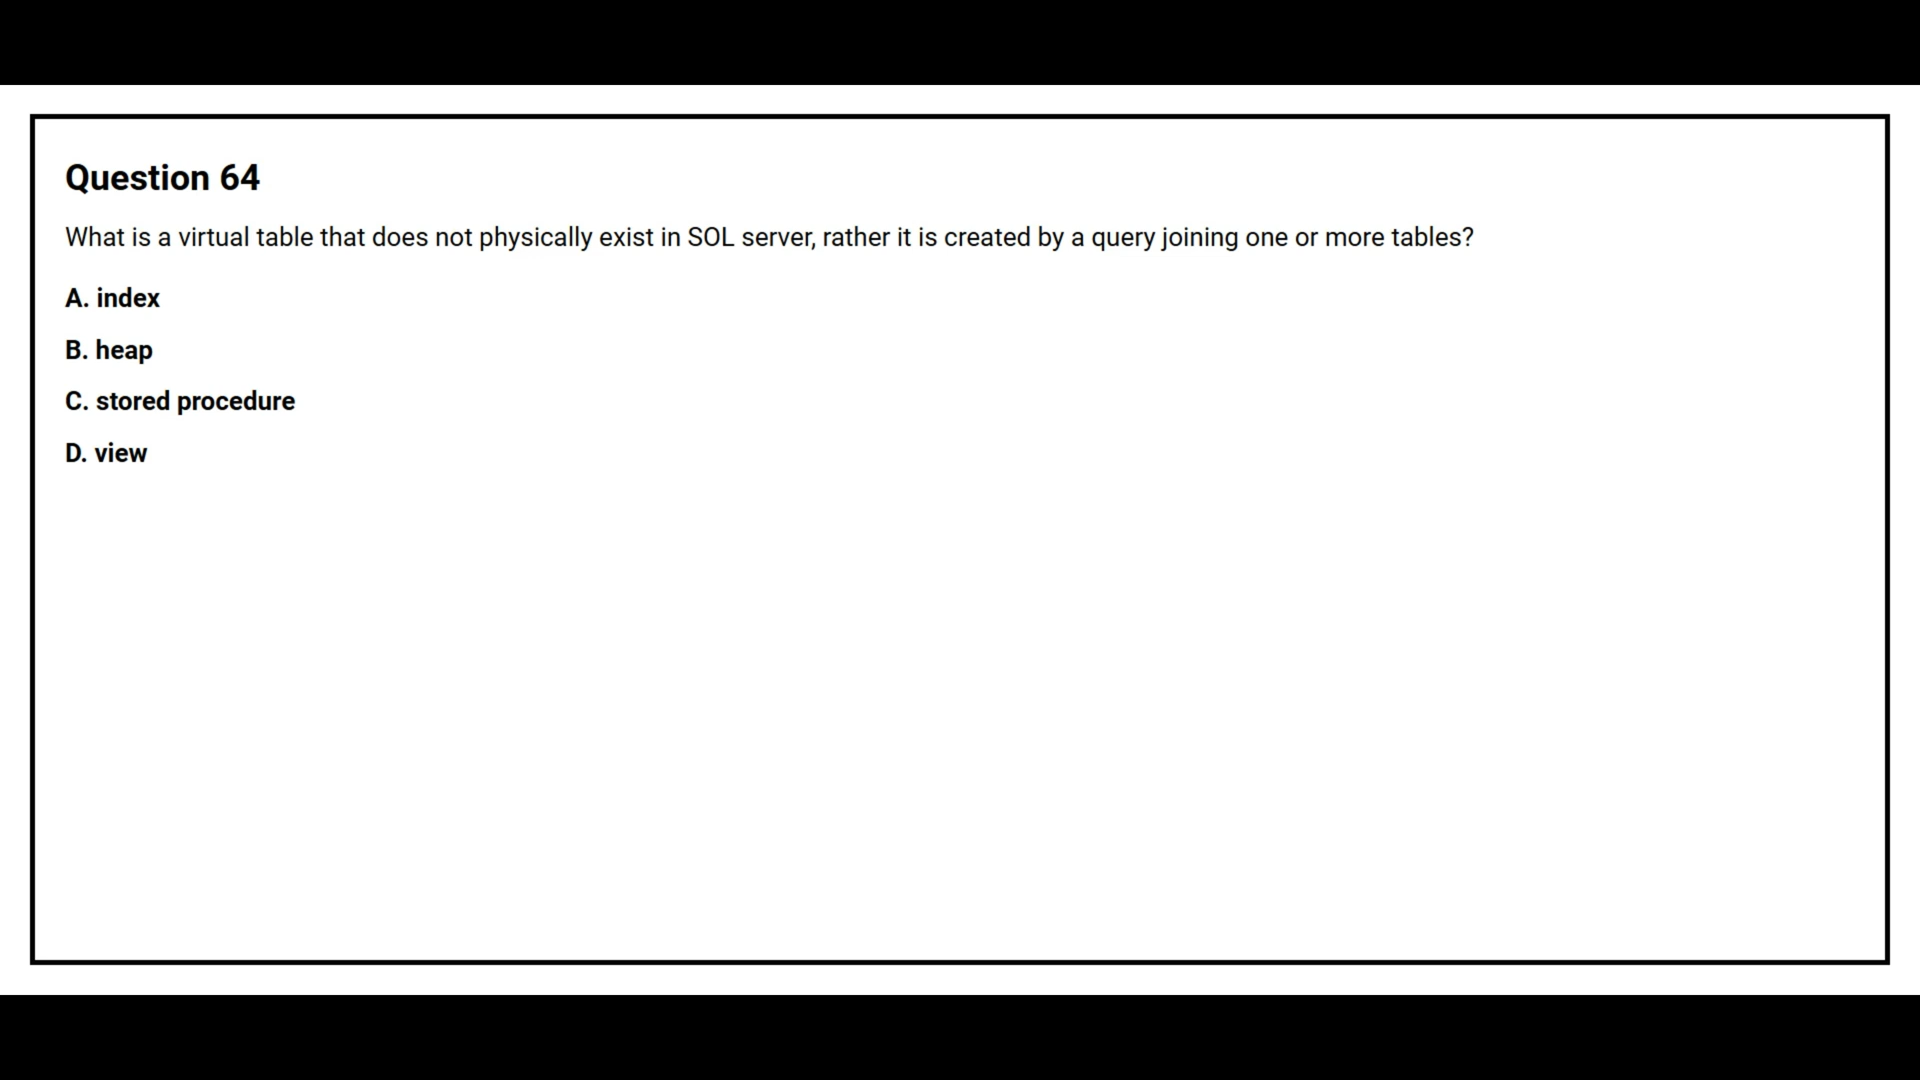 Question 64
What is a virtual table that does not physically exist in SOL server, rather it is created by a query joining one or more tables?
A. index
B. heap
C. stored procedure
D. view